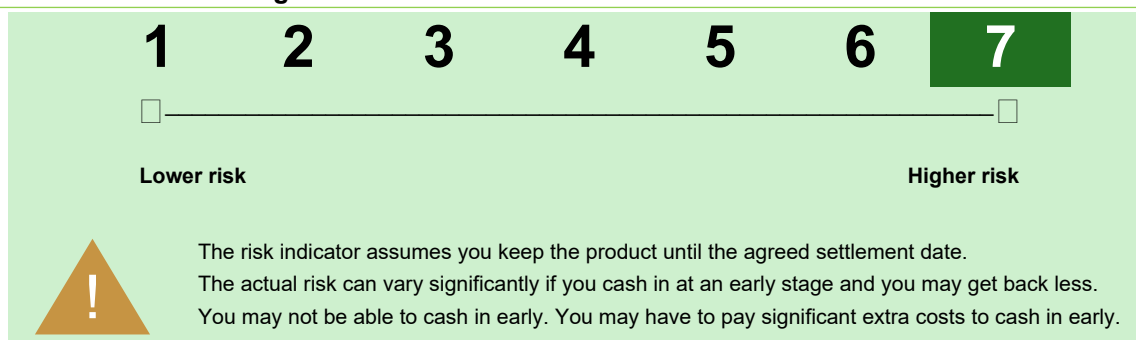 1 2 3 4 5 6 7
Lower risk Higher risk
The risk indicator assumes you keep the product until the agreed settlement date.
The actual risk can vary significantly if you cash in at an early stage and you may get back less.
You may not be able to cash in early. You may have to pay significant extra costs to cash in early.